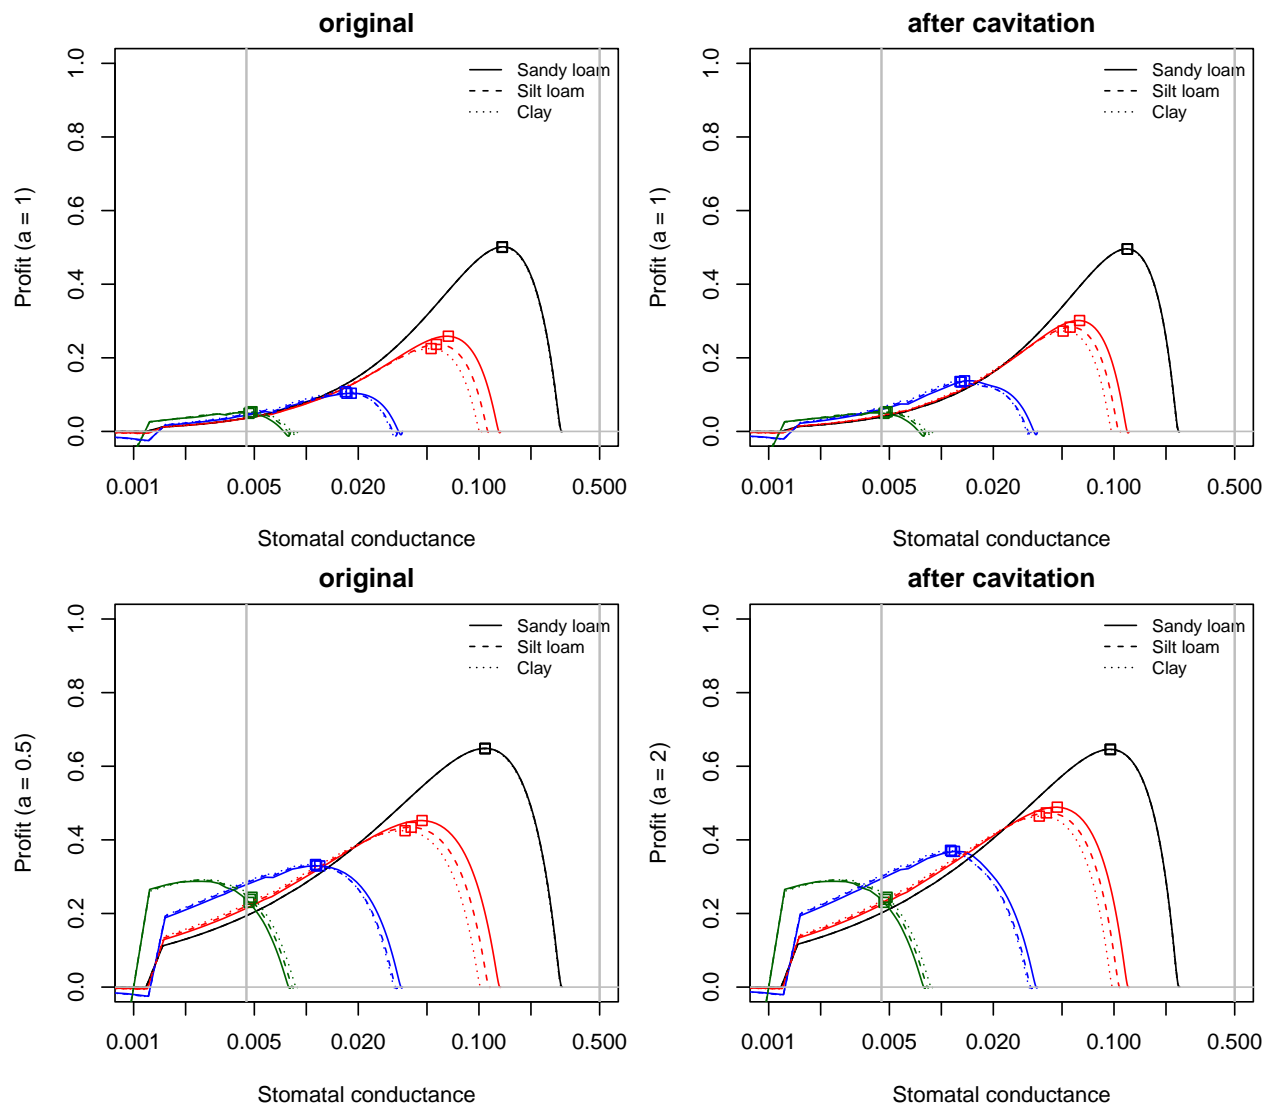 original
Profit (a = 1)
1.0
0.8
0.6
0.4
0.2
0.0
Sandy loam
Silt loam
Clay
0.001 0.005 0.020 0.100 0.500
Stomatal conductance
after cavitation
Profit (a = 1)
1.0
0.8
0.6
0.4
0.2
0.0
Sandy loam
Silt loam
Clay
0.001 0.005 0.020 0.100 0.500
Stomatal conductance
original
Profit (a = 0.5)
1.0
0.8
0.6
0.4
0.2
0.0
Sandy loam
Silt loam
Clay
0.001 0.005 0.020 0.100 0.500
Stomatal conductance
after cavitation
Profit (a = 2)
1.0
0.8
0.6
0.4
0.2
0.0
Sandy loam
Silt loam
Clay
0.001 0.005 0.020 0.100 0.500
Stomatal conductance